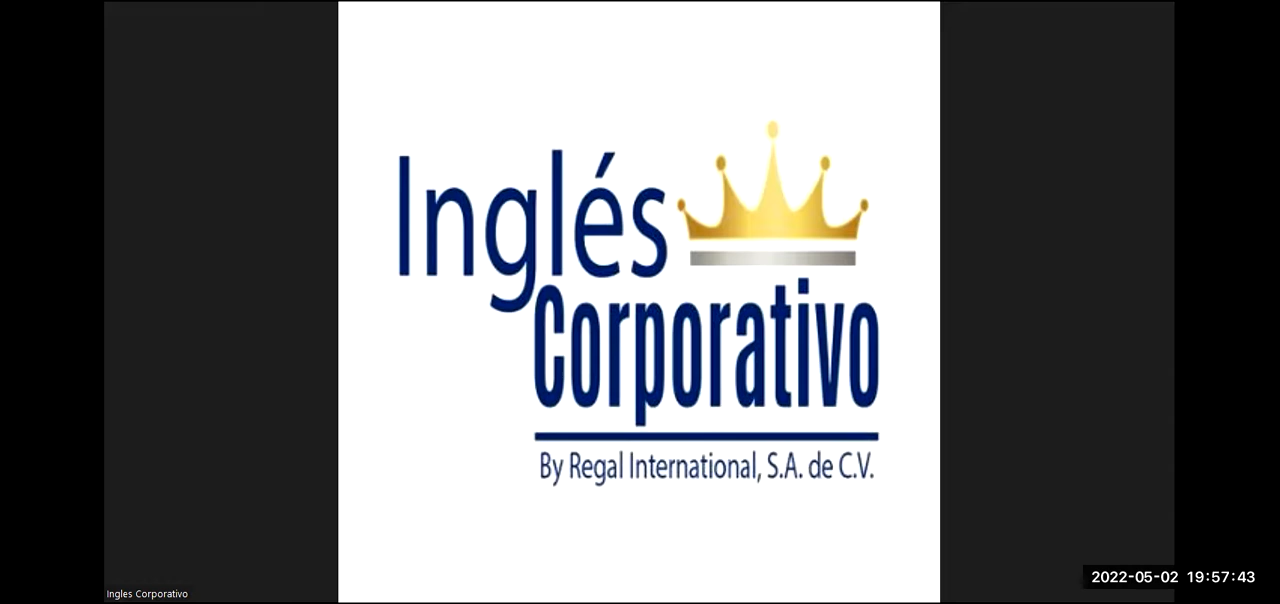 Inglés
Corporativo
By Regal International, S.A. de C.V.
Ingles Corporativo
2022-05-02 19:57:43